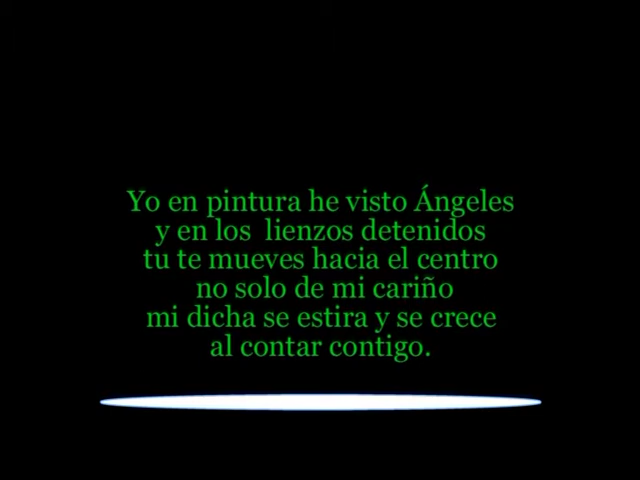 Yo en pintura he visto Ángeles
y en los lienzos detenidos
tu te mueves hacia el centro
no solo de mi cariño
mi dicha se estira y se crece
al contar contigo.